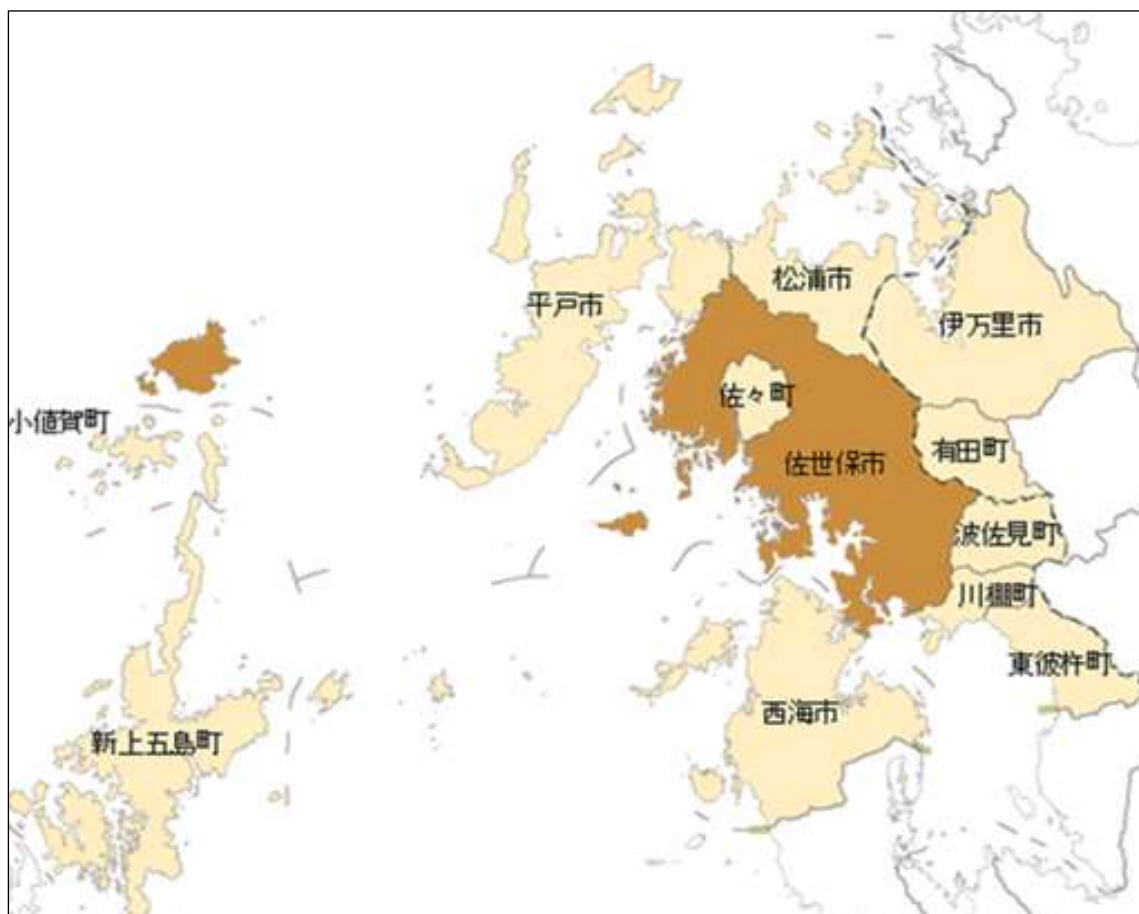 松浦市
平戸市
伊万里市
佐々町
小値賀町
有田町
佐世保市
波佐見町
川棚町
東彼杵町
西海市
新上五島町